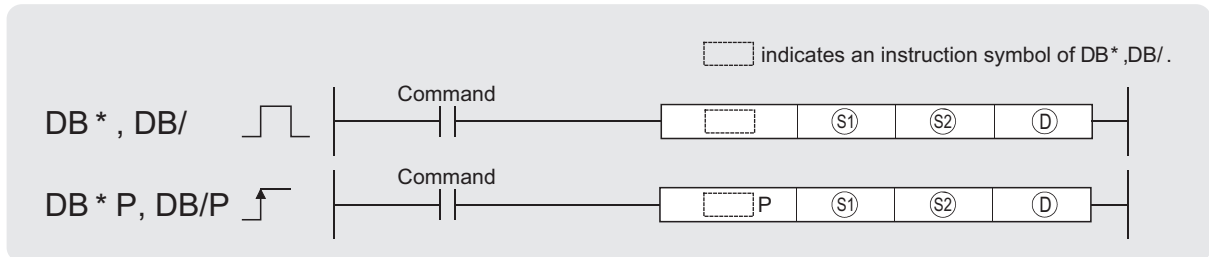 indicates an instruction symbol of DB*,DB/.
Command
DB*, DB/ S1 S2 D
Command
DB*P, DB/P P S1 S2 D